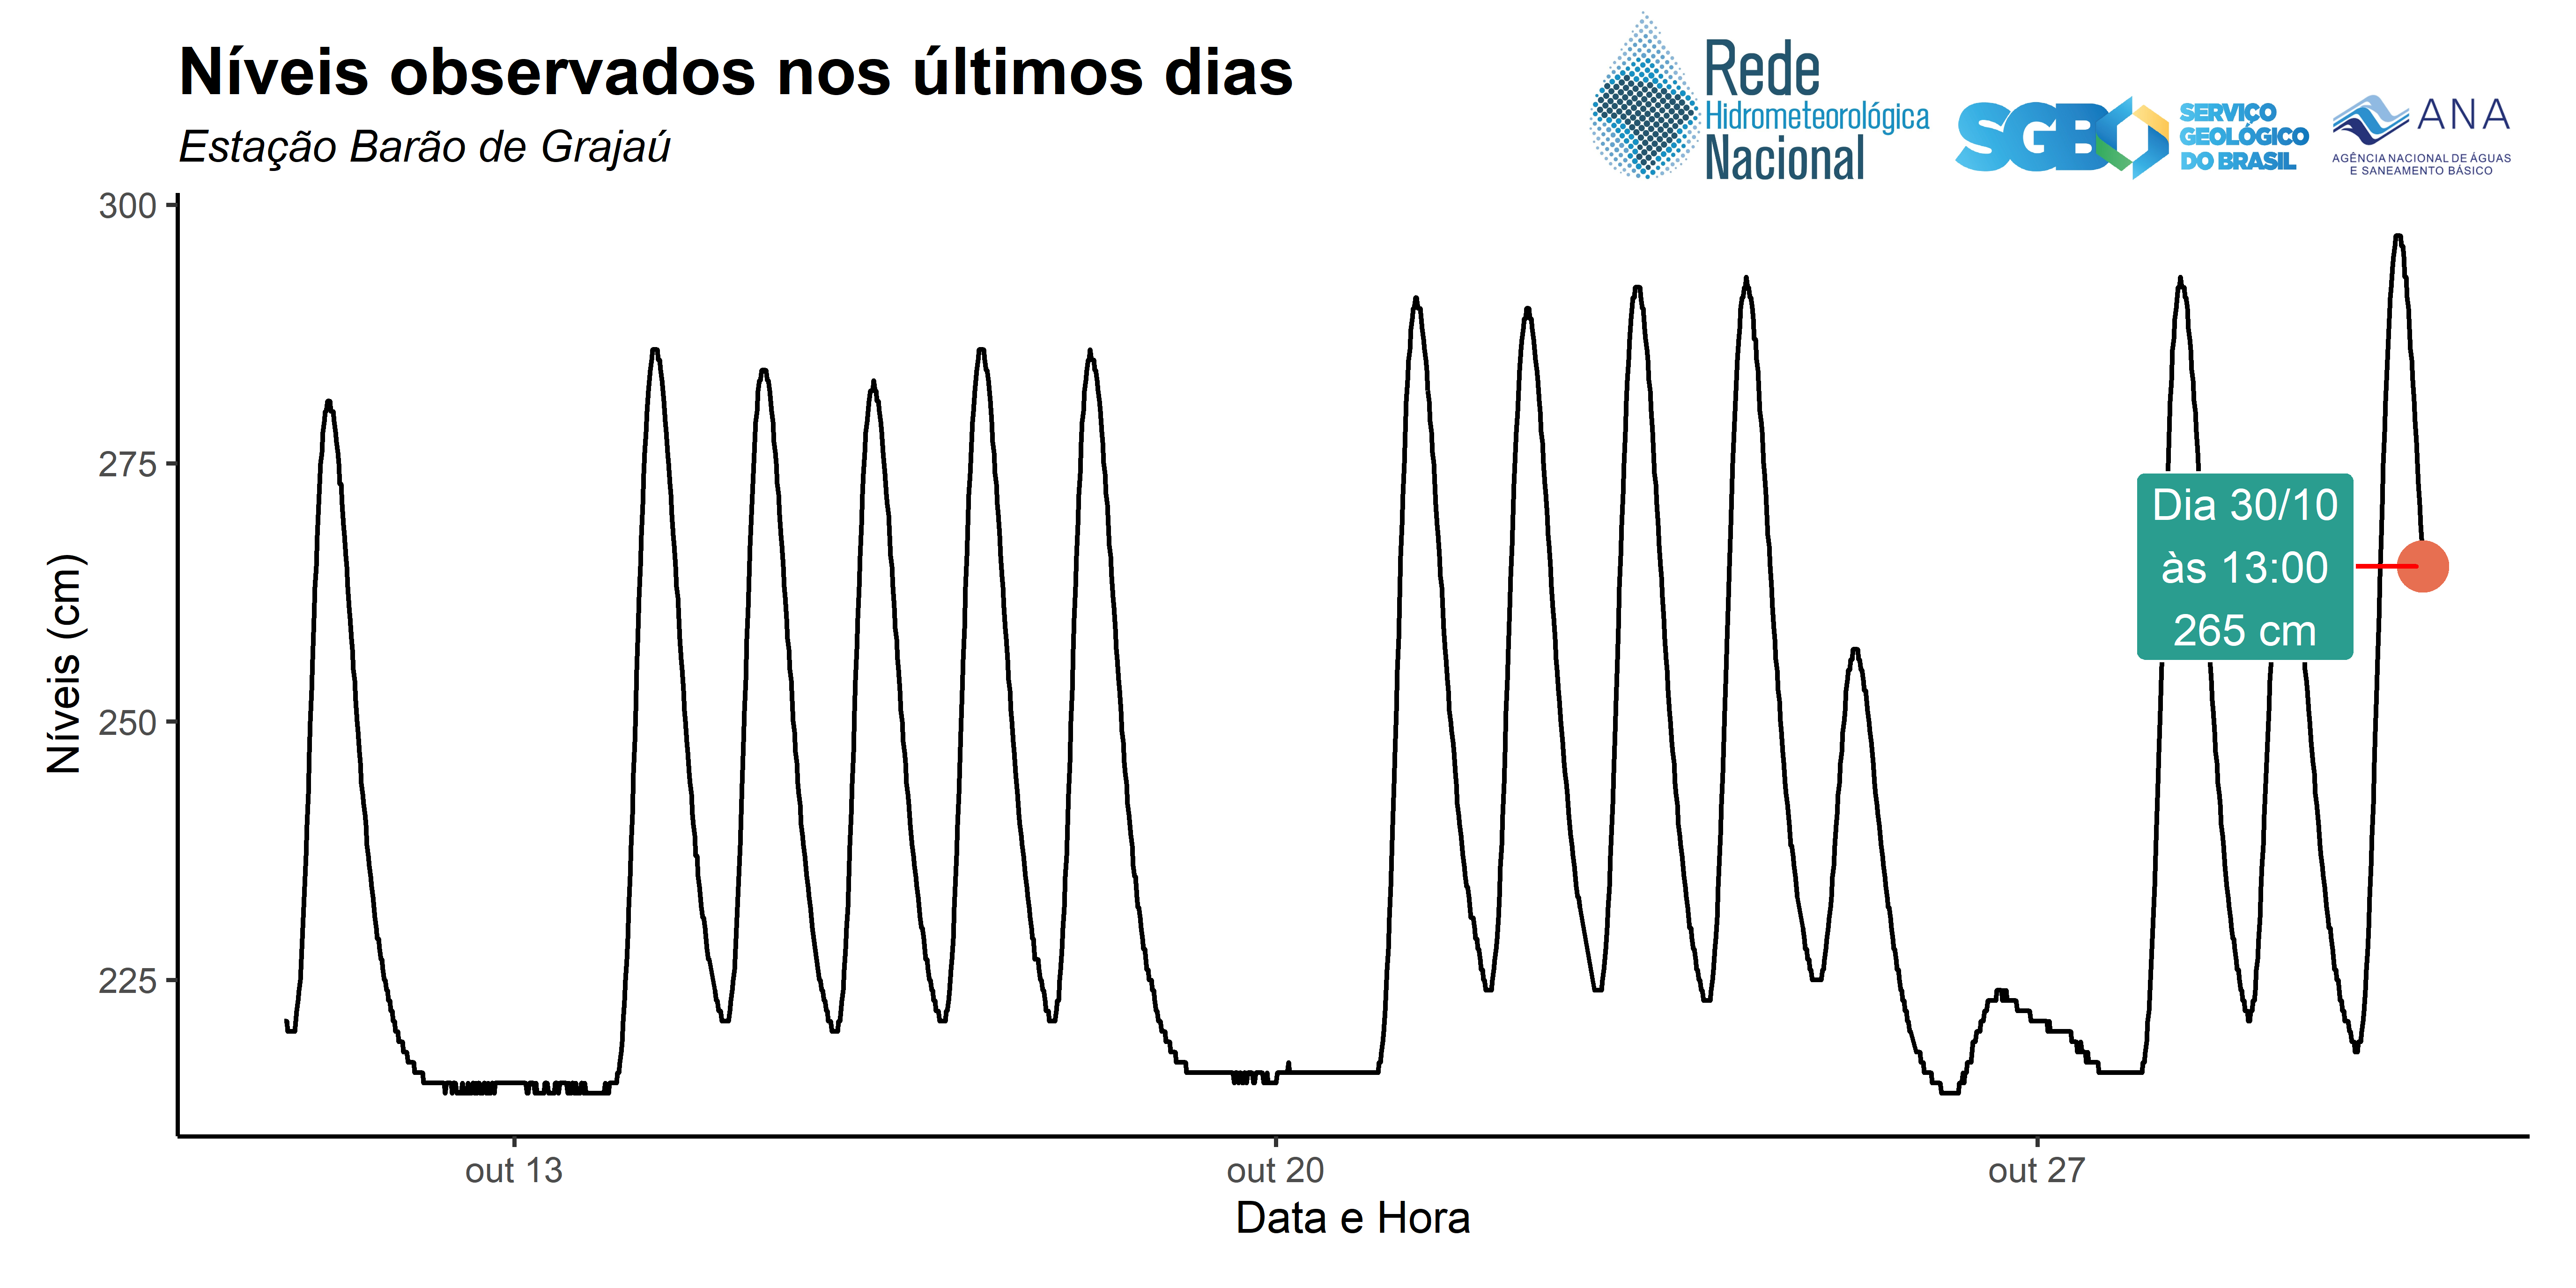 Níveis observados nos últimos dias
Estação Barão de Grajaú
Rede
Hidrometeorológica
Nacional
SGB
SERVIÇO
GEOLÓGICO
DO BRASIL
ANA
AGÊNCIA NACIONAL DE ÁGUAS
E SANEAMENTO BÁSICO
300
275
250
225
Níveis (cm)
Dia 30/10
às 13:00
265 cm
out 13
out 20
out 27
Data e Hora